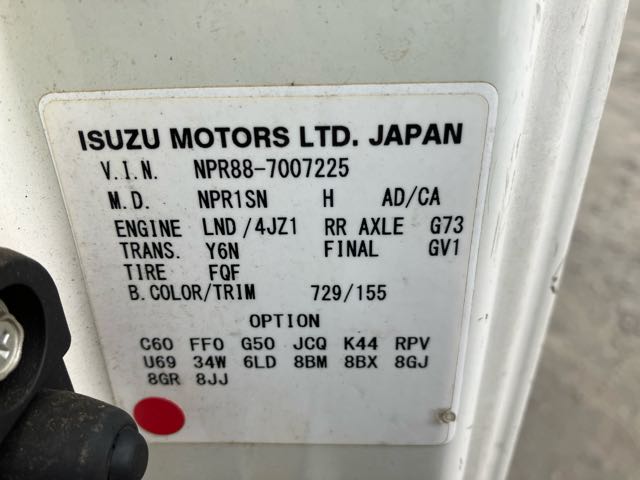 ISUZU MOTORS LTD. JAPAN
V.I.N. NPR88-7007225
M.D. NPR1SN H AD/CA
ENGINE LND/4JZ1 RR AXLE G73
TRANS. Y6N FINAL GV1
TIRE FQF
B.COLOR/TRIM 729/155
OPTION
C60 FF0 G50 JCQ K44 RPV
U69 34W 6LD 8BM 8BX 8GJ
8GR 8JJ